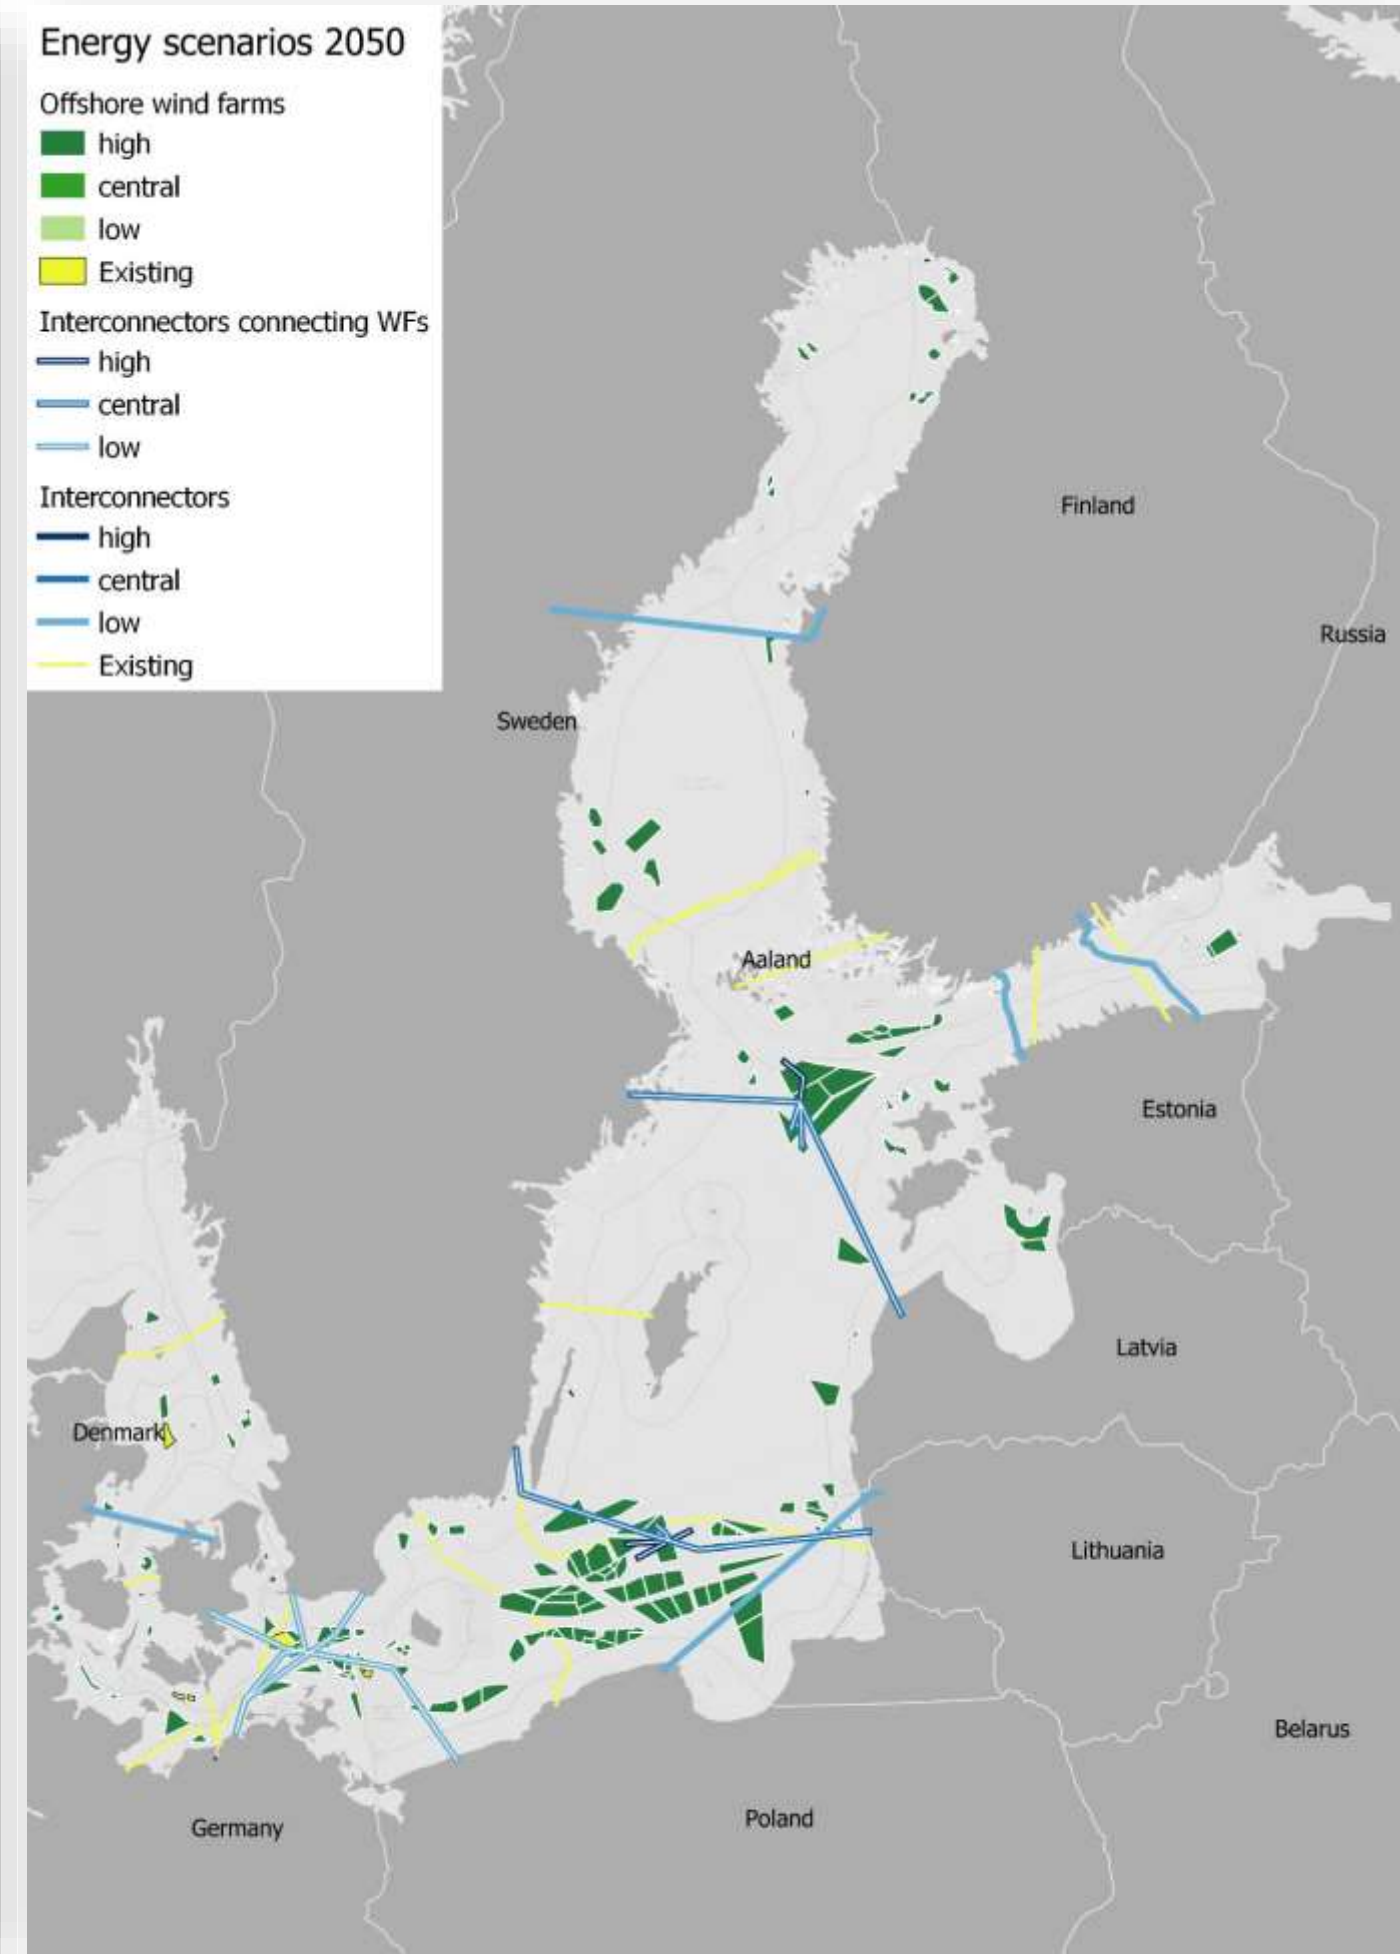 Energy scenarios 2050
Offshore wind farms
high
central
low
Existing
Interconnectors connecting WFs
high
central
low
Interconnectors
high
central
low
Existing
Finland
Russia
Sweden
Aaland
Estonia
Latvia
Denmark
Lithuania
Belarus
Poland
Germany